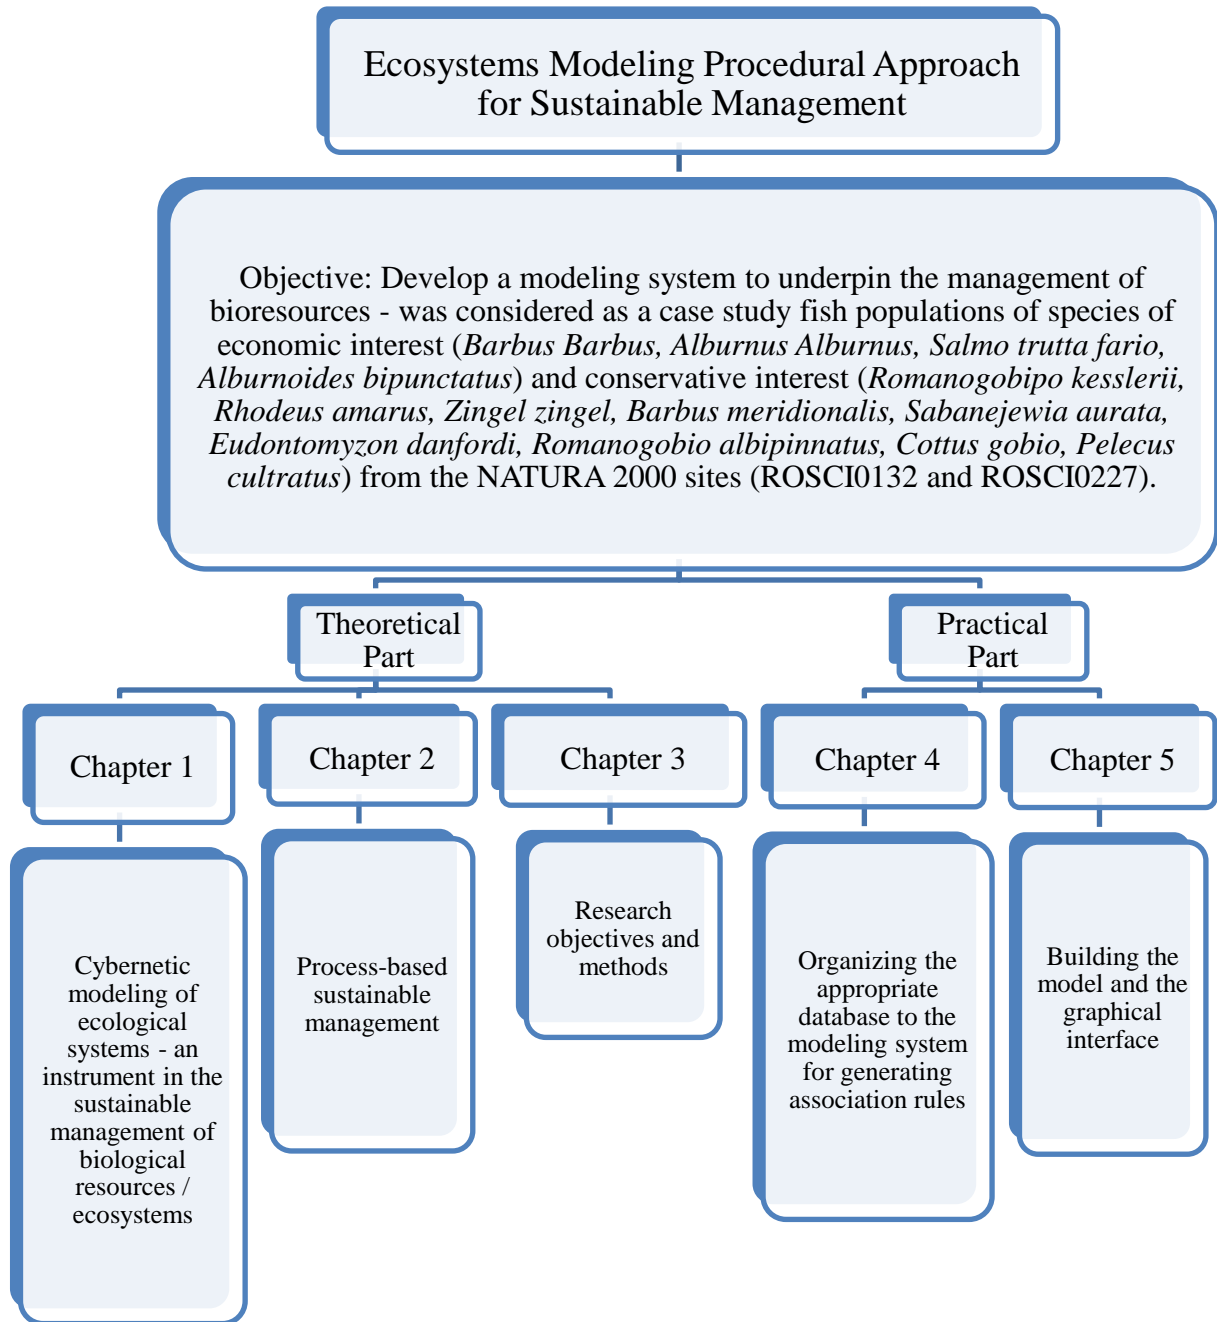 Ecosystems Modeling Procedural Approach
for Sustainable Management
Objective: Develop a modeling system to underpin the management of
bioresources - was considered as a case study fish populations of species of
economic interest (Barbus Barbus, Alburnus Alburnus, Salmo trutta fario,
Alburnoides bipunctatus) and conservative interest (Romanogobipo kesslerii,
Rhodeus amarus, Zingel zingel, Barbus meridionalis, Sabanejewia aurata,
Eudontomyzon danfordi, Romanogobio albipinnatus, Cottus gobio, Pelecus
cultratus) from the NATURA 2000 sites (ROSCI0132 and ROSCI0227).
Theoretical
Part
Practical
Part
Chapter 1
Chapter 2
Chapter 3
Chapter 4
Chapter 5
Cybernetic
modeling of
ecological
systems - an
instrument in the
sustainable
management of
biological
resources /
ecosystems
Process-based
sustainable
management
Research
objectives and
methods
Organizing the
appropriate
database to the
modeling system
for generating
association rules
Building the
model and the
graphical
interface